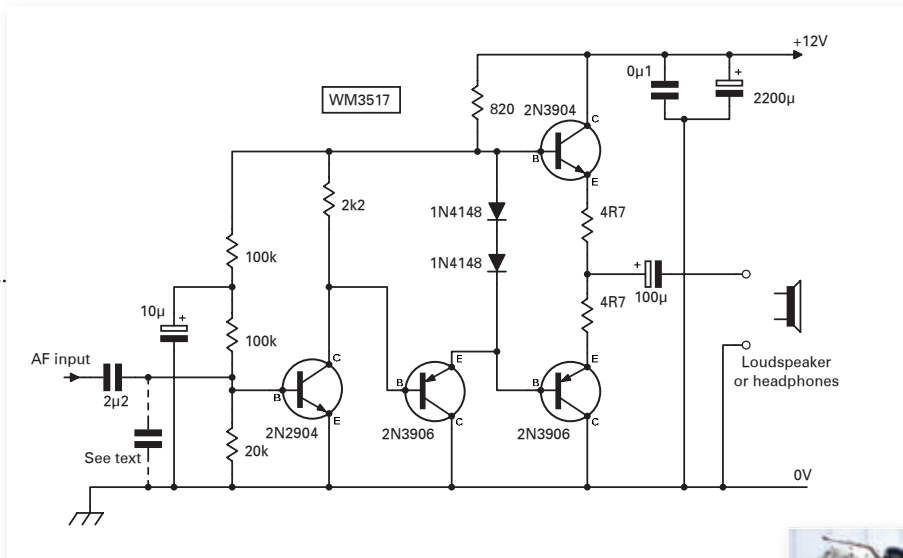 +12V
0µ1
+
2200µ
WM3517
820
2N3904
C
B
E
2k2
1N4148
4R7
100k
1N4148
+
100µ
10µ
+
4R7
100k
AF input
2µ2
C
B
E
2N2904
E
B
C
2N3906
E
B
C
2N3906
Loudspeaker
or headphones
See text
20k
0V